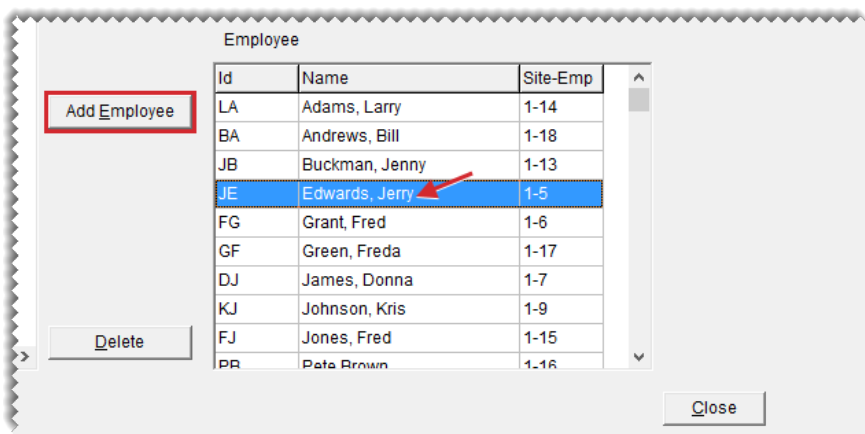 Employee
Id Name Site-Emp
Add Employee
LA Adams, Larry 1-14
BA Andrews, Bill 1-18
JB Buckman, Jenny 1-13
JE Edwards, Jerry 1-5
FG Grant, Fred 1-6
GF Green, Freda 1-17
DJ James, Donna 1-7
KJ Johnson, Kris 1-9
FJ Jones, Fred 1-15
Delete
PB Pete Brown 1-16
Close